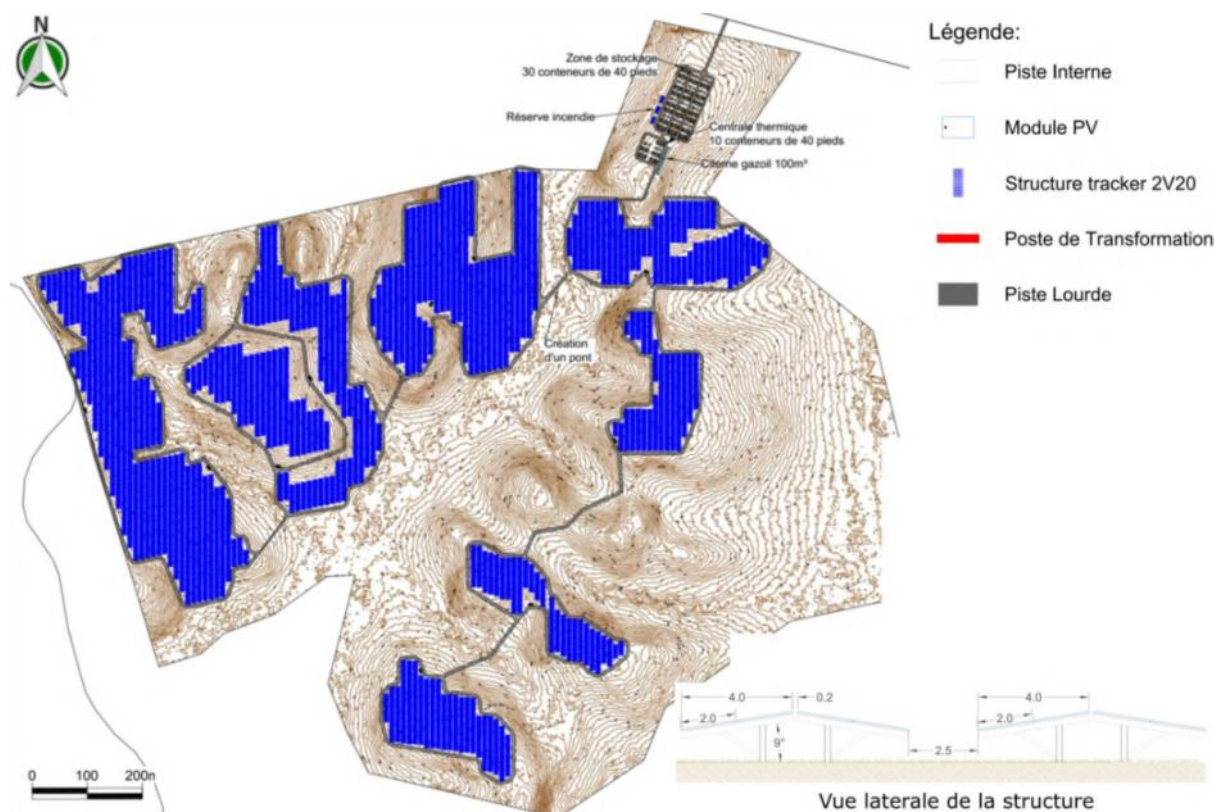 N
Zone de stockage
30 conteneurs de 40 pieds
Réserve incendie
Centrale thermique
10 conteneurs de 40 pieds
Citerne gazoil 100m³
Création
d'un pont
Légende:
Piste Interne
Module PV
Structure tracker 2V20
Poste de Transformation
Piste Lourde
4.0
0.2
4.0
2.0
2.0
9°
2.5
0 100 200n
Vue laterale de la structure